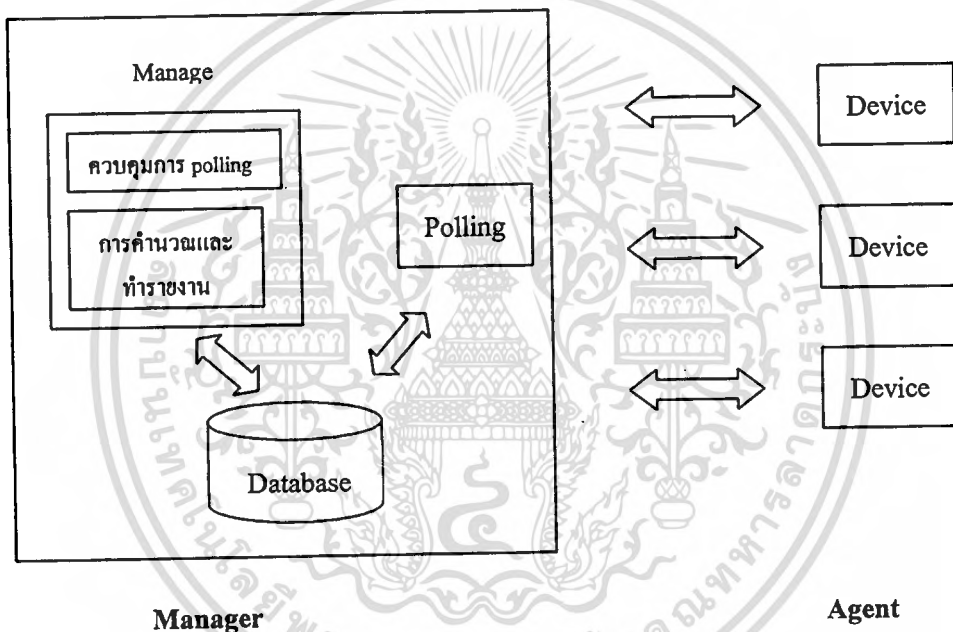 Manage
ควบคุมการ polling
การคำนวณและ
ทำรายงาน
Polling
Database
Device
Device
Device
Manager
Agent